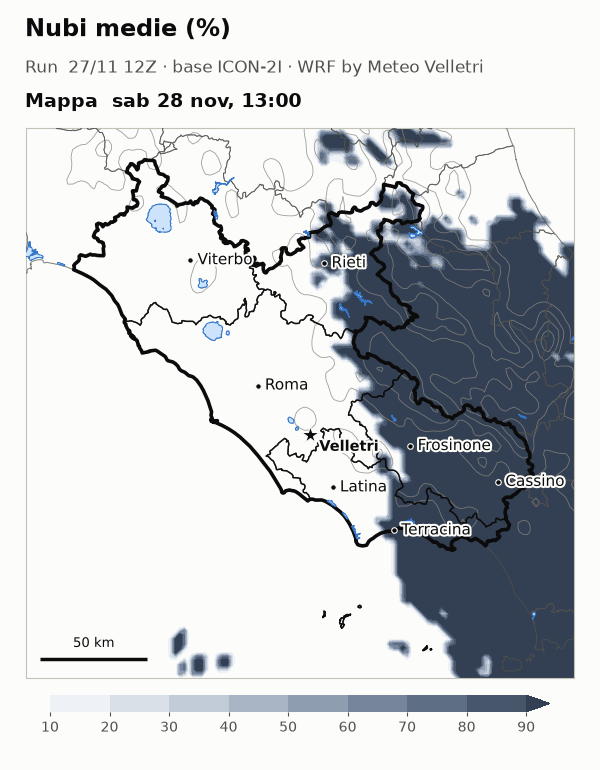 Nubi medie (%)
Run 27/11 12Z · base ICON-2I · WRF by Meteo Velletri
Mappa sab 28 nov, 13:00
Viterbo
Rieti
Roma
Velletri
Frosinone
Latina
Cassino
Terracina
50 km
10 20 30 40 50 60 70 80 90